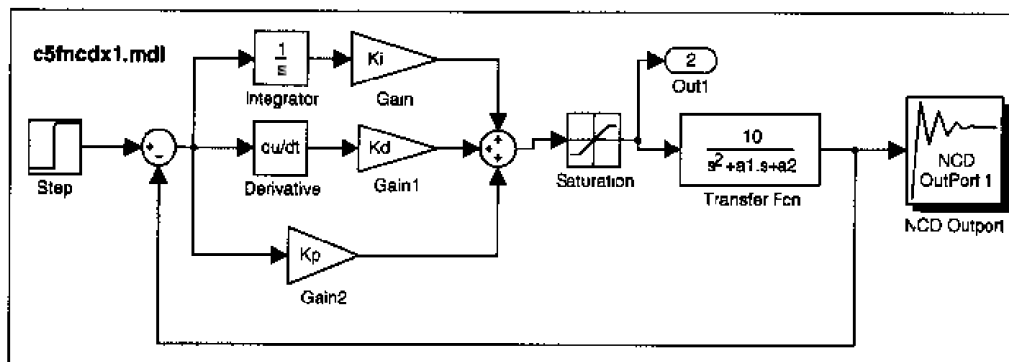 c5fncdx1.mdl
Step
1
s
Integrator
Ki
Gain
du/dt
Derivative
Kd
Gain1
Kp
Gain2
Saturation
2
Out1
10
s²+a1.s+a2
Transfer Fcn
NCD
OutPort 1
NCD Outport